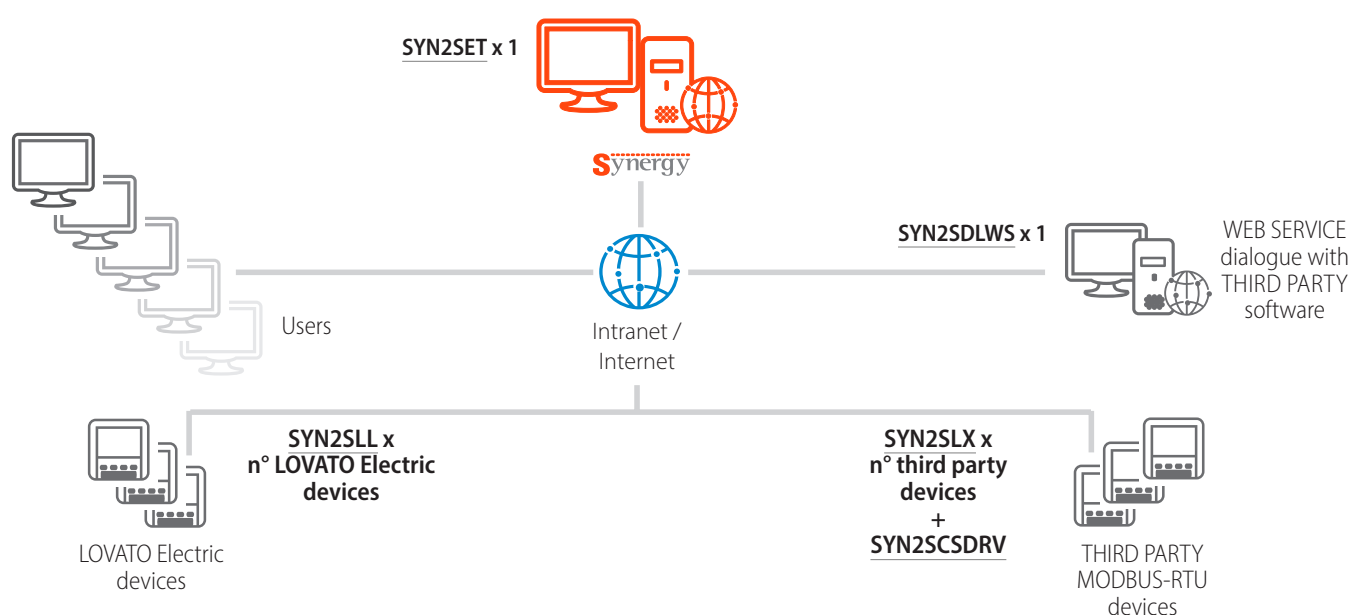 SYN2SET x 1
Synergy
SYN2SDLWS x 1
WEB SERVICE
dialogue with
THIRD PARTY
software
Users
Intranet /
Internet
SYN2SLL x
n° LOVATO Electric
devices
SYN2SLX x
n° third party
devices
+
SYN2SCSDRV
LOVATO Electric
devices
THIRD PARTY
MODBUS-RTU
devices